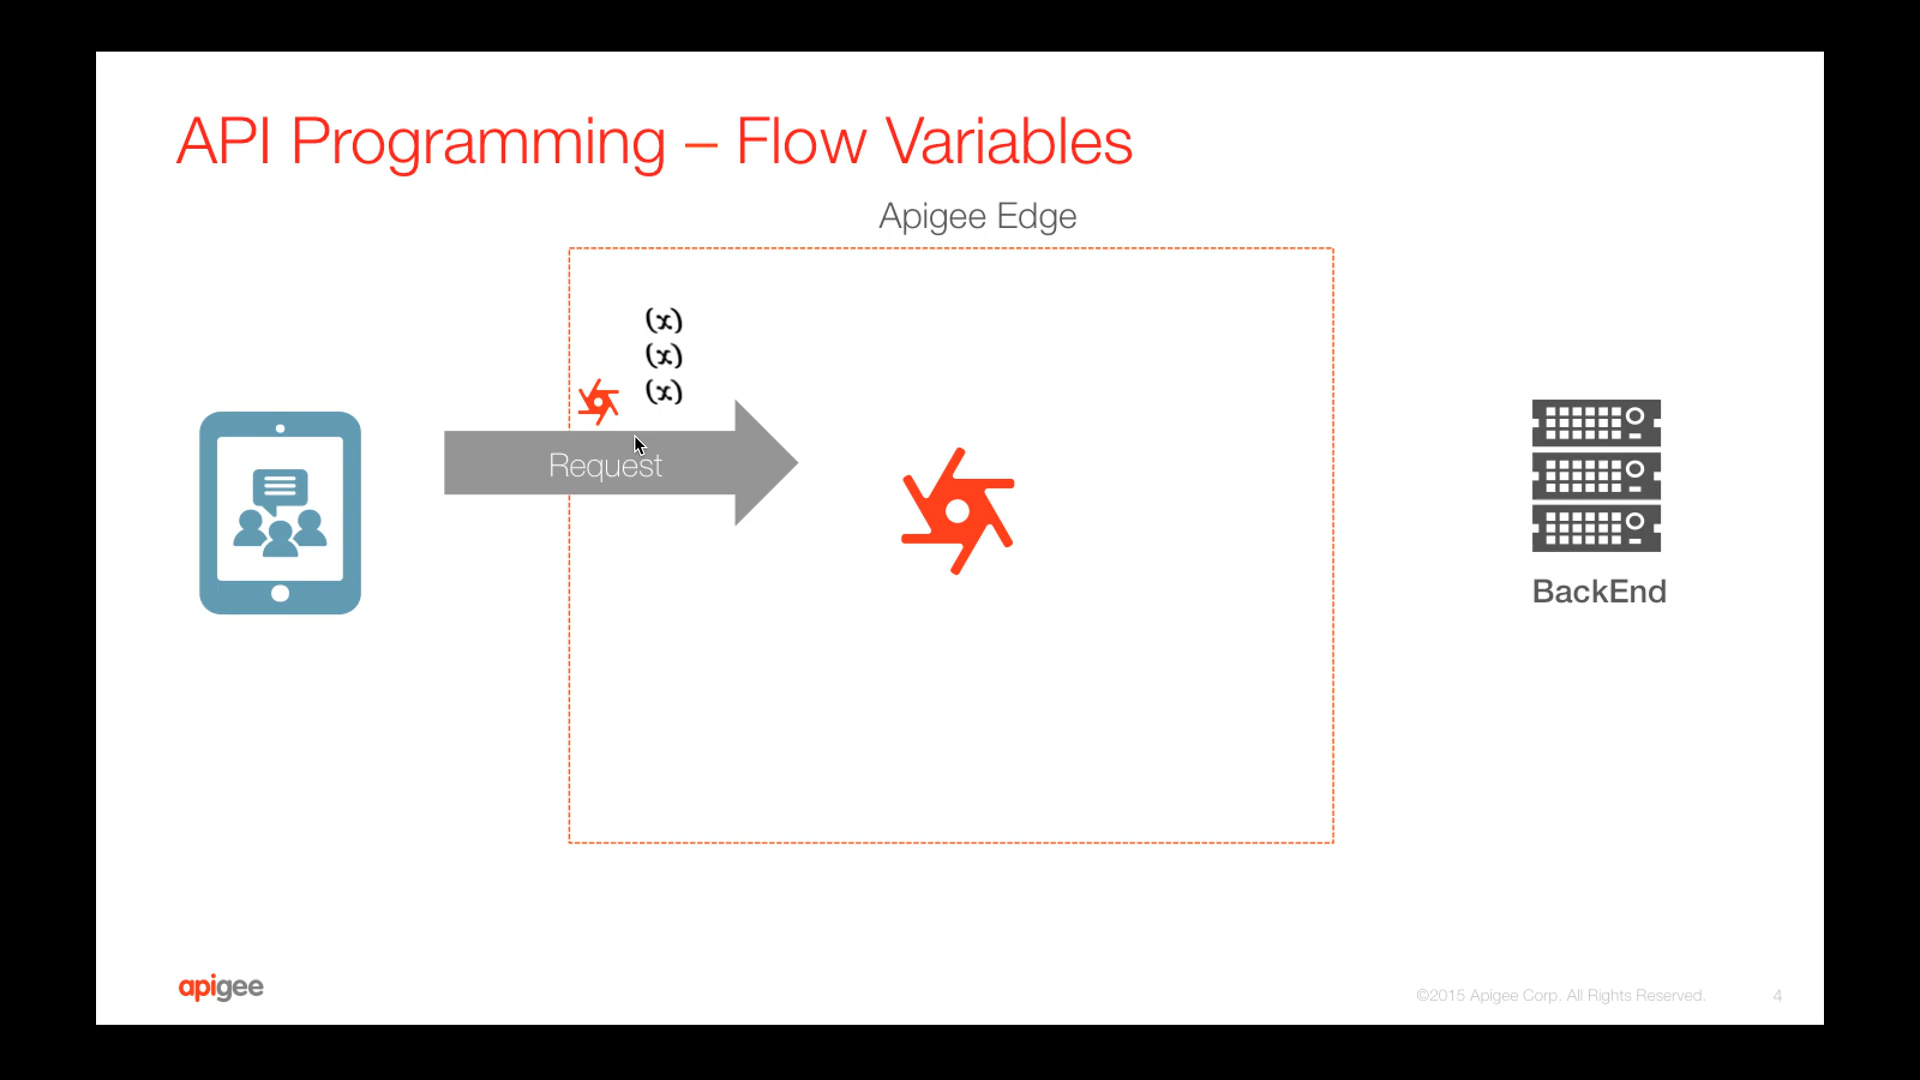 API Programming – Flow Variables
Apigee Edge
(x)
(x)
(x)
Request
BackEnd
apigee
©2015 Apigee Corp. All Rights Reserved.
4